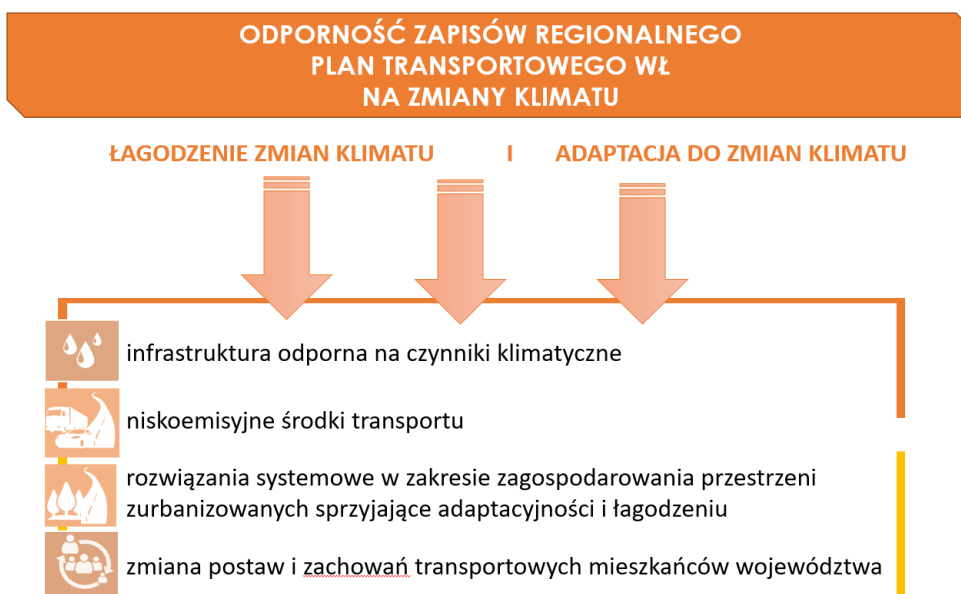 ODPORNOŚĆ ZAPISÓW REGIONALNEGO
PLAN TRANSPORTOWEGO WŁ
NA ZMIANY KLIMATU
ŁAGODZENIE ZMIAN KLIMATU I ADAPTACJA DO ZMIAN KLIMATU
infrastruktura odporna na czynniki klimatyczne
niskoemisyjne środki transportu
rozwiązania systemowe w zakresie zagospodarowania przestrzeni
zurbanizowanych sprzyjające adaptacyjności i łagodzeniu
zmiana postaw i zachowań transportowych mieszkańców województwa